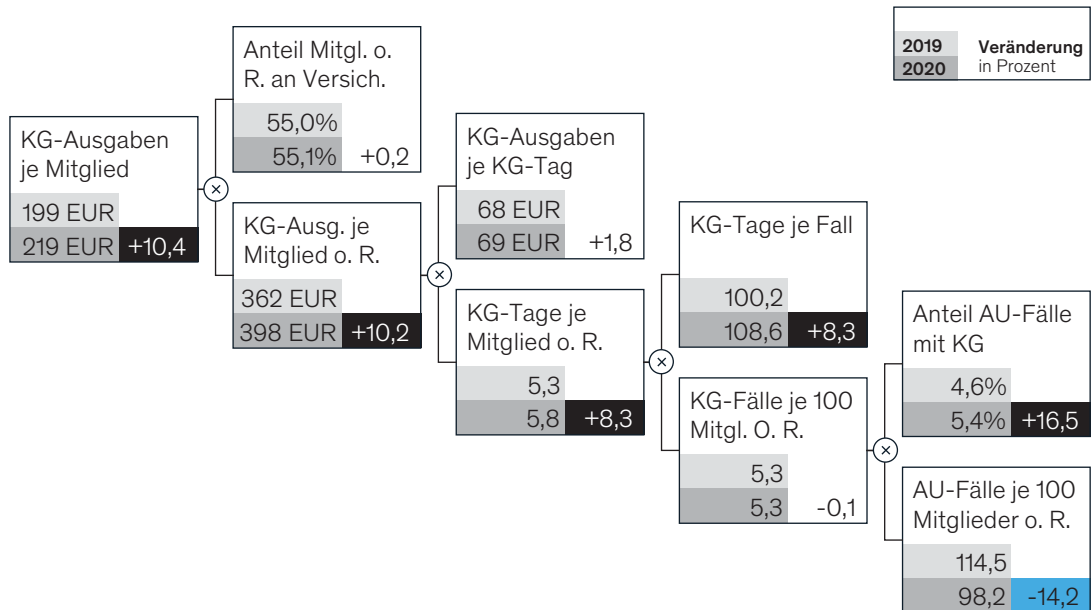 2019 Veränderung
2020 in Prozent
KG-Ausgaben
je Mitglied
199 EUR
219 EUR +10,4
×
Anteil Mitgl. o.
R. an Versich.
55,0%
55,1% +0,2
KG-Ausg. je
Mitglied o. R.
362 EUR
398 EUR +10,2
×
KG-Ausgaben
je KG-Tag
68 EUR
69 EUR +1,8
KG-Tage je
Mitglied o. R.
5,3
5,8 +8,3
×
KG-Tage je Fall
100,2
108,6 +8,3
KG-Fälle je 100
Mitgl. O. R.
5,3
5,3 -0,1
×
Anteil AU-Fälle
mit KG
4,6%
5,4% +16,5
AU-Fälle je 100
Mitglieder o. R.
114,5
98,2 -14,2